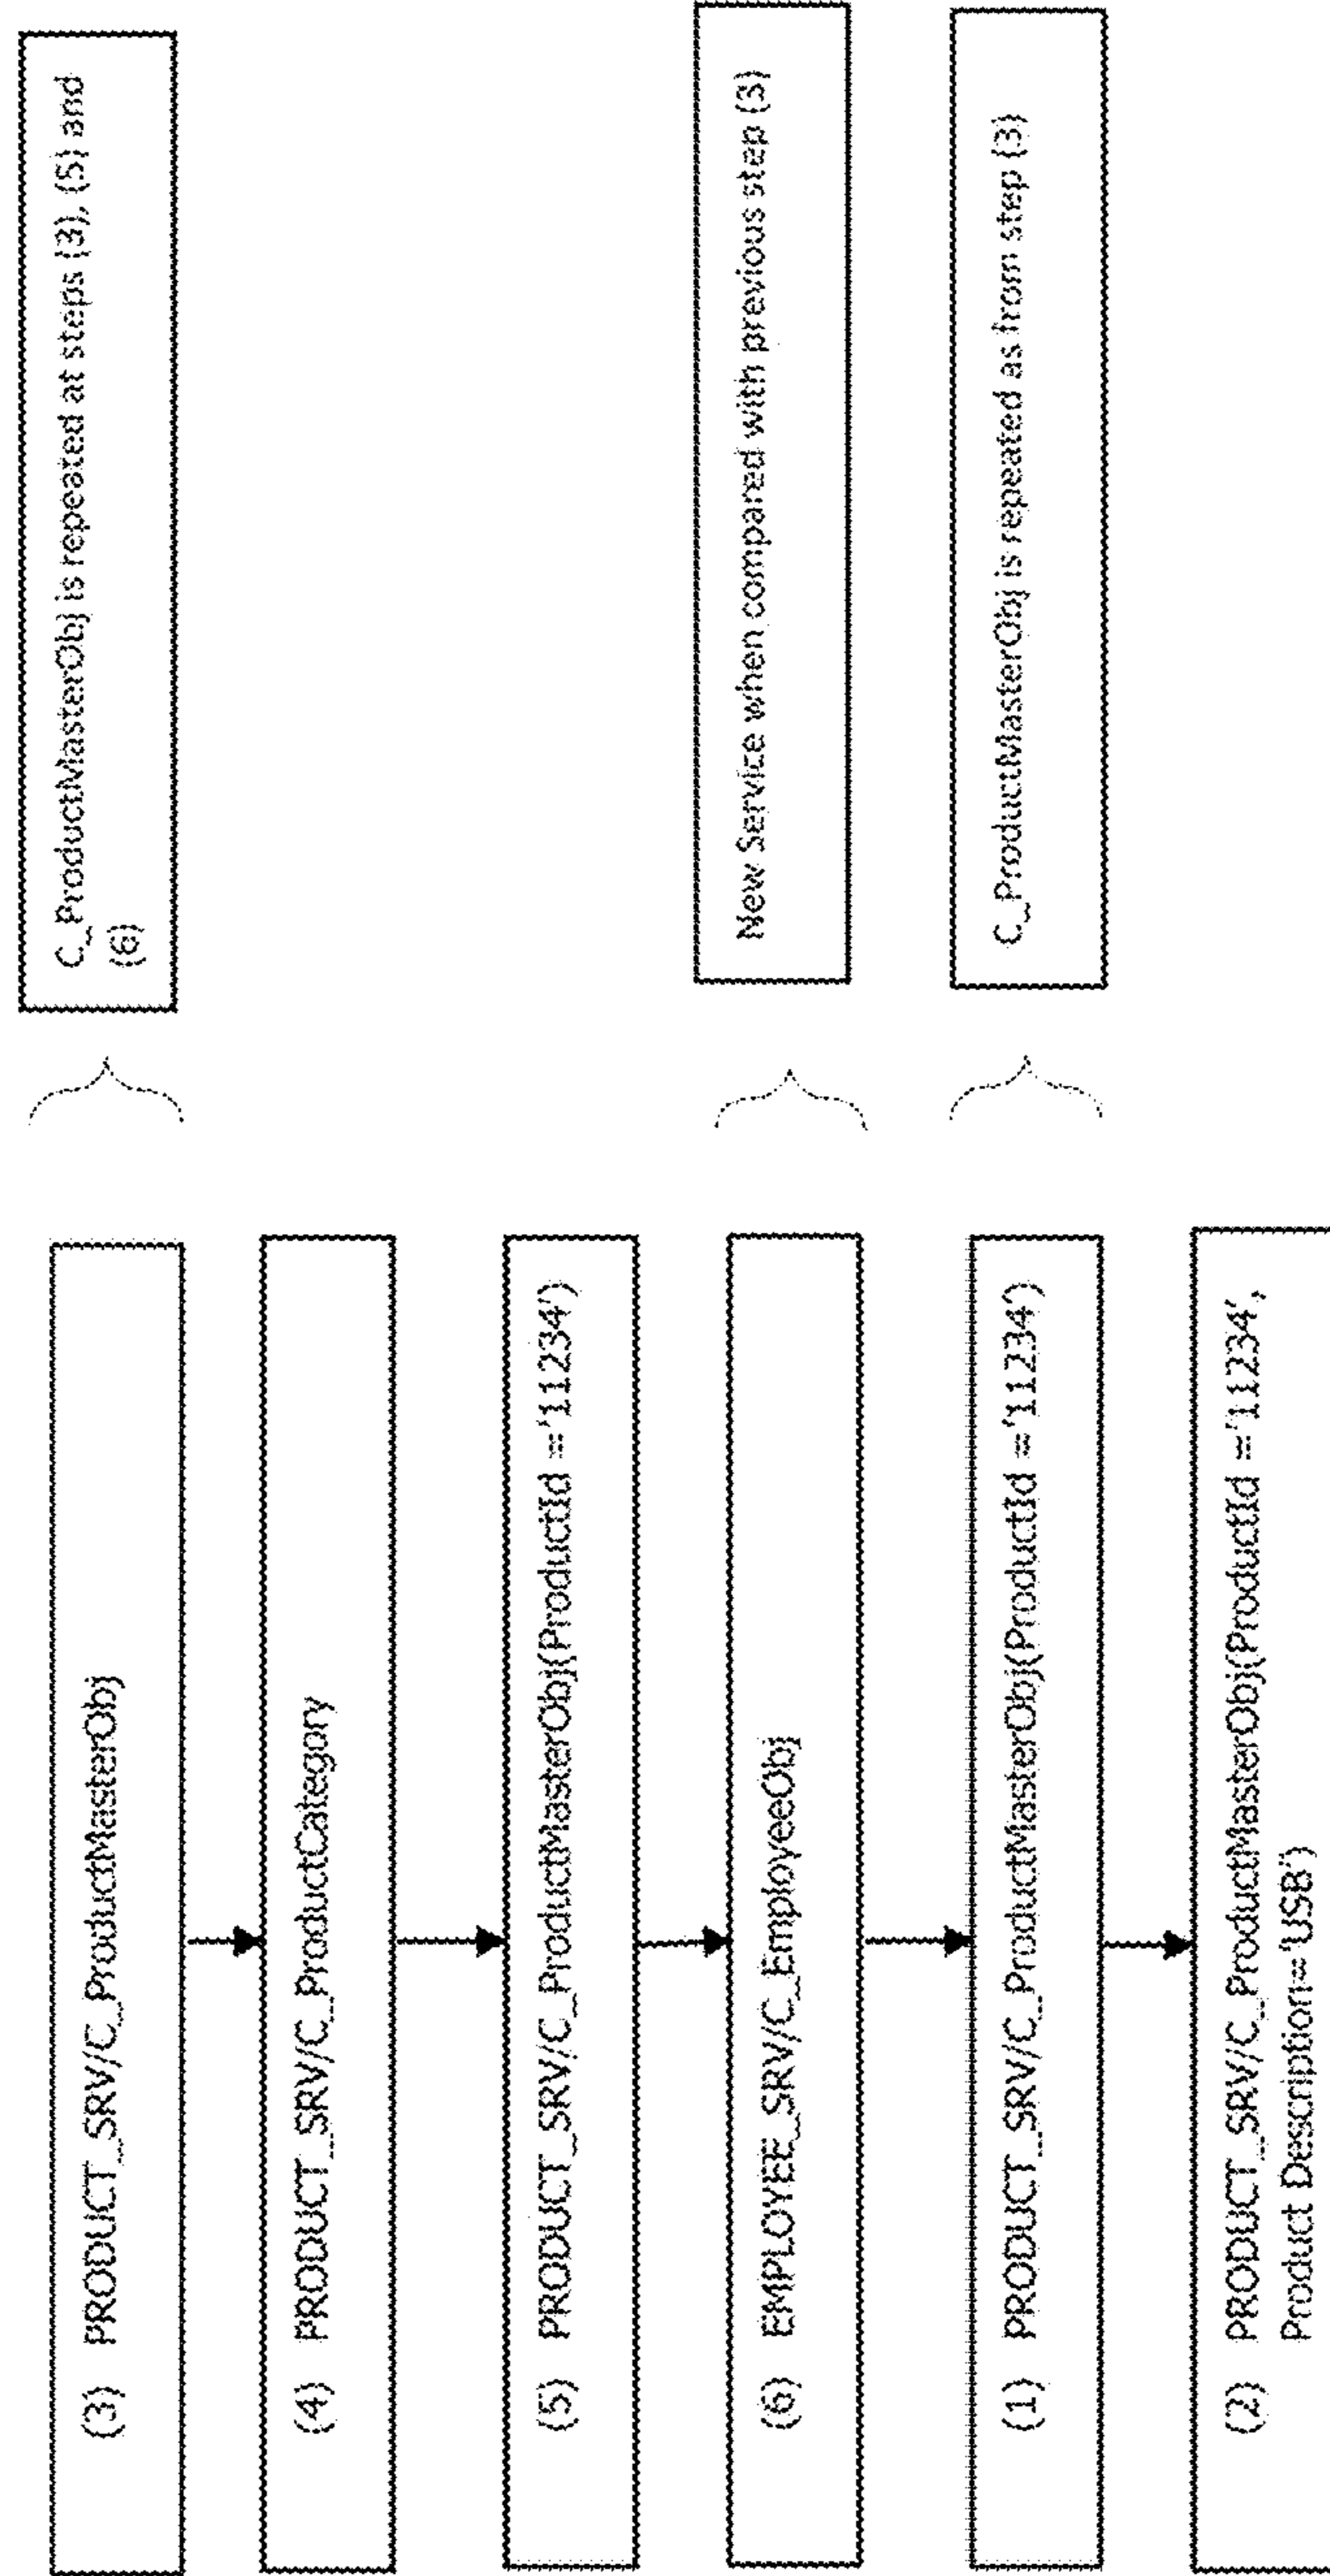 (3) PRODUCT_SRV/C_ProductMasterObj
C_ProductMasterObj is repeated at steps (3), (5) and
(6)
(4) PRODUCT_SRV/C_ProductCategory
(5) PRODUCT_SRV/C_ProductMasterObj(ProductId ='11234')
(6) EMPLOYEE_SRV/C_EmployeeObj
New Service when compared with previous step (3)
(1) PRODUCT_SRV/C_ProductMasterObj(ProductId ='11234')
C_ProductMasterObj is repeated as from step (3)
(2) PRODUCT_SRV/C_ProductMasterObj(ProductId ='11234',
Product Description='USB')